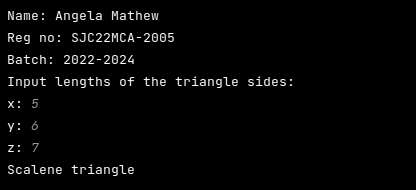 Name: Angela Mathew
Reg no: SJC22MCA-2005
Batch: 2022-2024
Input lengths of the triangle sides:
x: 5
y: 6
z: 7
Scalene triangle